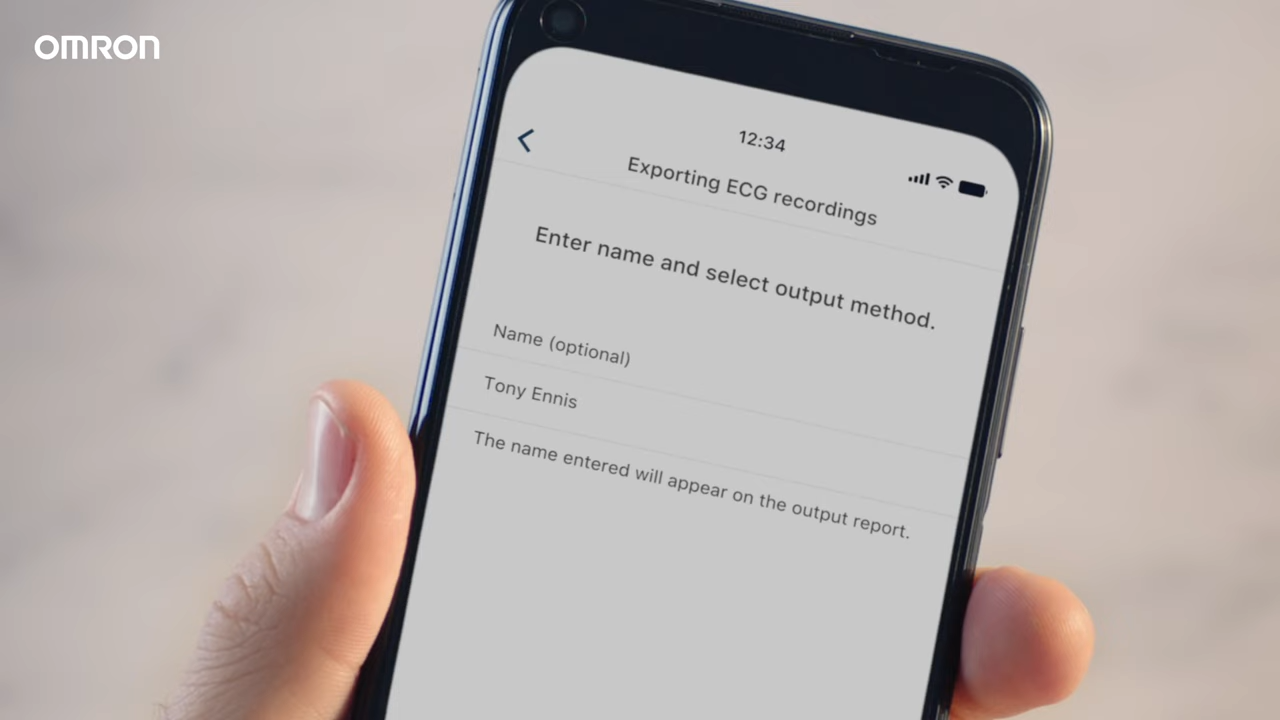 OMRON
12:34
Exporting ECG recordings
Enter name and select output method.
Name (optional)
Tony Ennis
The name entered will appear on the output report.